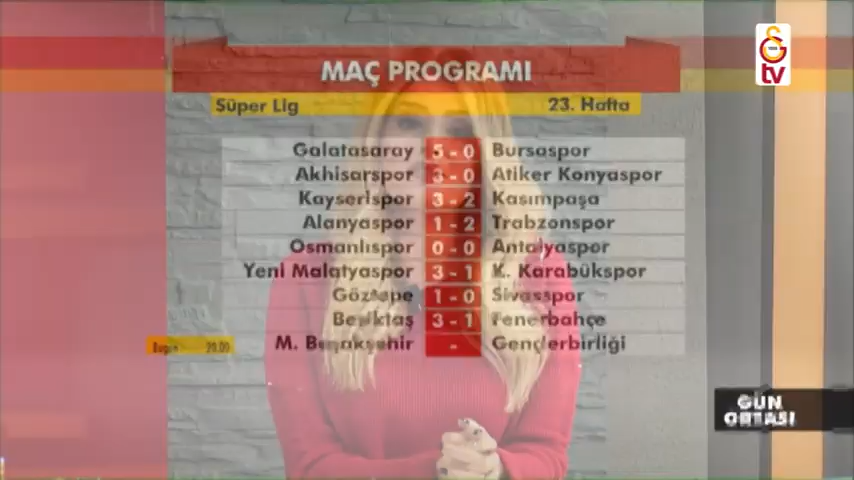 GS
tv
MAÇ PROGRAMI
Süper Lig 23. Hafta
Galatasaray 5 - 0 Bursaspor
Akhisarspor 3 - 0 Atiker Konyaspor
Kayserispor 3 - 2 Kasımpaşa
Alanyaspor 1 - 2 Trabzonspor
Osmanlıspor 0 - 0 Antalyaspor
Yeni Malatyaspor 3 - 1 K. Karabükspor
Göztepe 1 - 0 Sivasspor
Beşiktaş 3 - 1 Fenerbahçe
Bugün 20.00 M. Başakşehir - Gençlerbirliği
GÜN
ORTASI